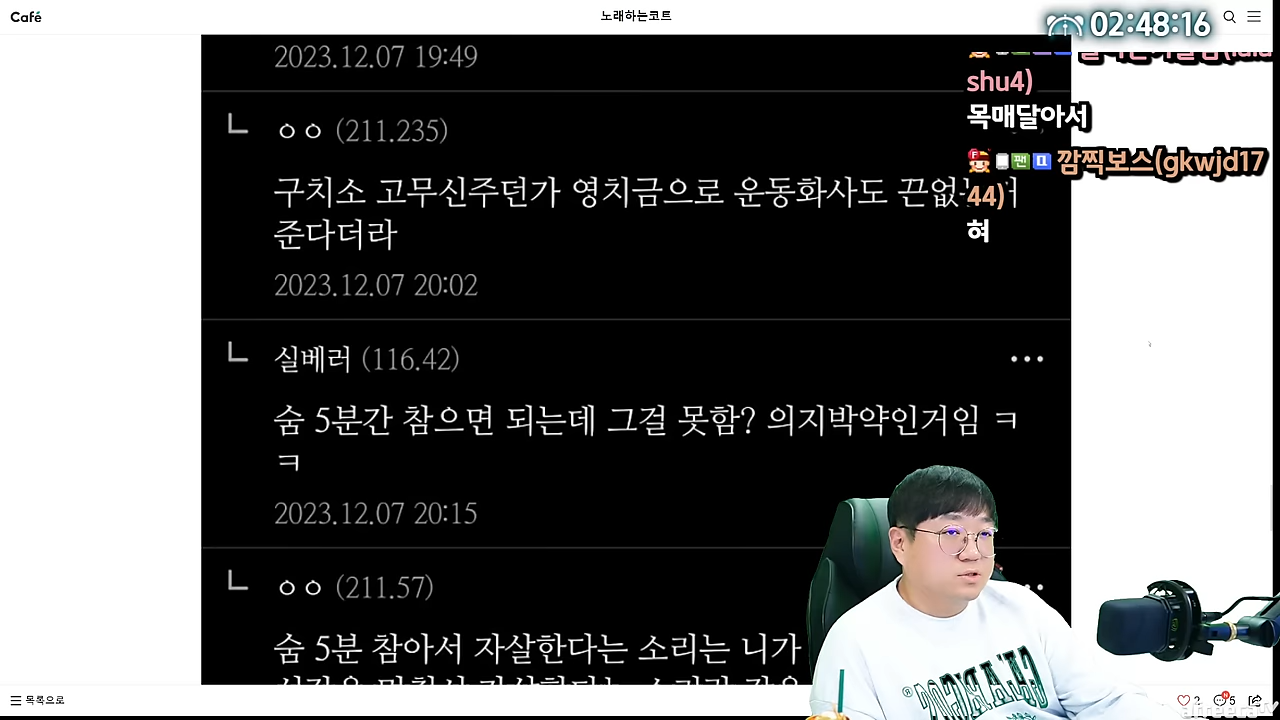 Café
노래하는코트
02:48:16
2023.12.07 19:49
shu4)
ㅇㅇ (211.235)
목매달아서
깜찍보스(gkwjd17
44)
혀
구치소 고무신주던가 영치금으로 운동화사도 끈없
준다더라
2023.12.07 20:02
실베러 (116.42)
숨 5분간 참으면 되는데 그걸 못함? 의지박약인거임 ㅋ
ㅋ
2023.12.07 20:15
ㅇㅇ (211.57)
숨 5분 참아서 자살한다는 소리는 니가
목록으로
2
5